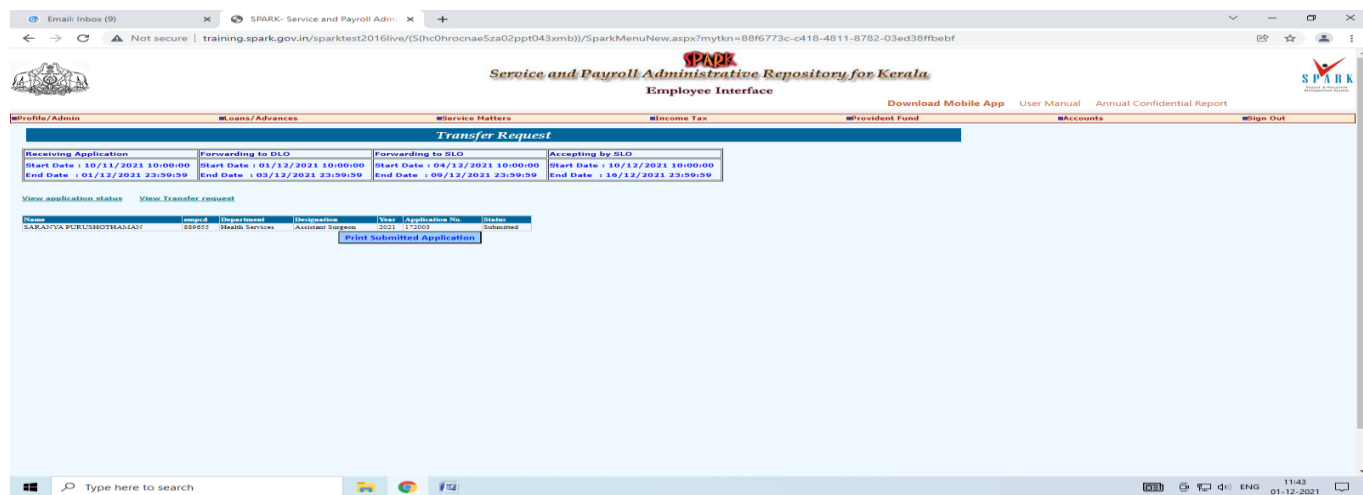 Email: Inbox (9)
SPARK- Service and Payroll Admi
Not secure | training.spark.gov.in/sparktest2016live/(S(hc0hrocnae5za02ppt043xmb))/SparkMenuNew.aspx?mytkn=88f6773c-c418-4811-8782-03ed38ffbebf
SPARK
Service and Payroll Administrative Repository for Kerala
Employee Interface
SPARK
Download Mobile App User Manual Annual Confidential Report
Profile/Admin Loans/Advances Service Matters Income Tax Provident Fund Accounts Sign Out
Transfer Request
Receiving Application Forwarding to DLO Forwarding to SLO Accepting by SLO
Start Date : 10/11/2021 10:00:00 Start Date : 01/12/2021 10:00:00 Start Date : 04/12/2021 10:00:00 Start Date : 10/12/2021 10:00:00
End Date : 01/12/2021 23:59:59 End Date : 03/12/2021 23:59:59 End Date : 09/12/2021 23:59:59 End Date : 16/12/2021 23:59:59
View application status View Transfer request
Name empcd Department Designation Year Application No. Status
SARANYA PURUSHOTHAMAN 889655 Health Services Assistant Surgeon 2021 172003 Submitted
Print Submitted Application
Type here to search
ENG
11:43
01-12-2021